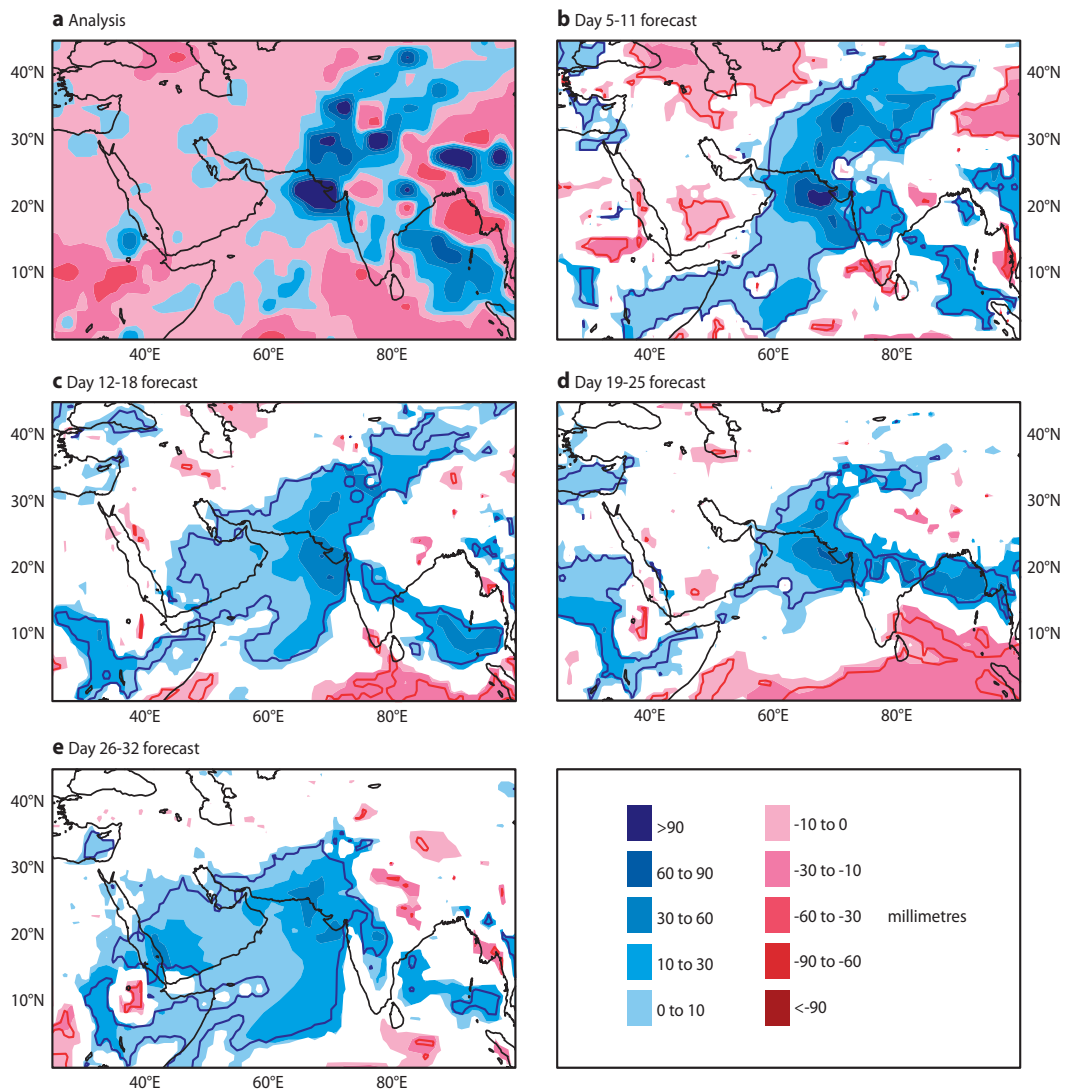 a Analysis
b Day 5-11 forecast
40°N
30°N
20°N
10°N
40°N
30°N
20°N
10°N
40°E
60°E
80°E
40°E
60°E
80°E
c Day 12-18 forecast
d Day 19-25 forecast
40°N
30°N
20°N
10°N
40°N
30°N
20°N
10°N
40°E
60°E
80°E
40°E
60°E
80°E
e Day 26-32 forecast
40°N
30°N
20°N
10°N
40°E
60°E
80°E
>90
60 to 90
30 to 60
10 to 30
0 to 10
-10 to 0
-30 to -10
-60 to -30
-90 to -60
<-90
millimetres